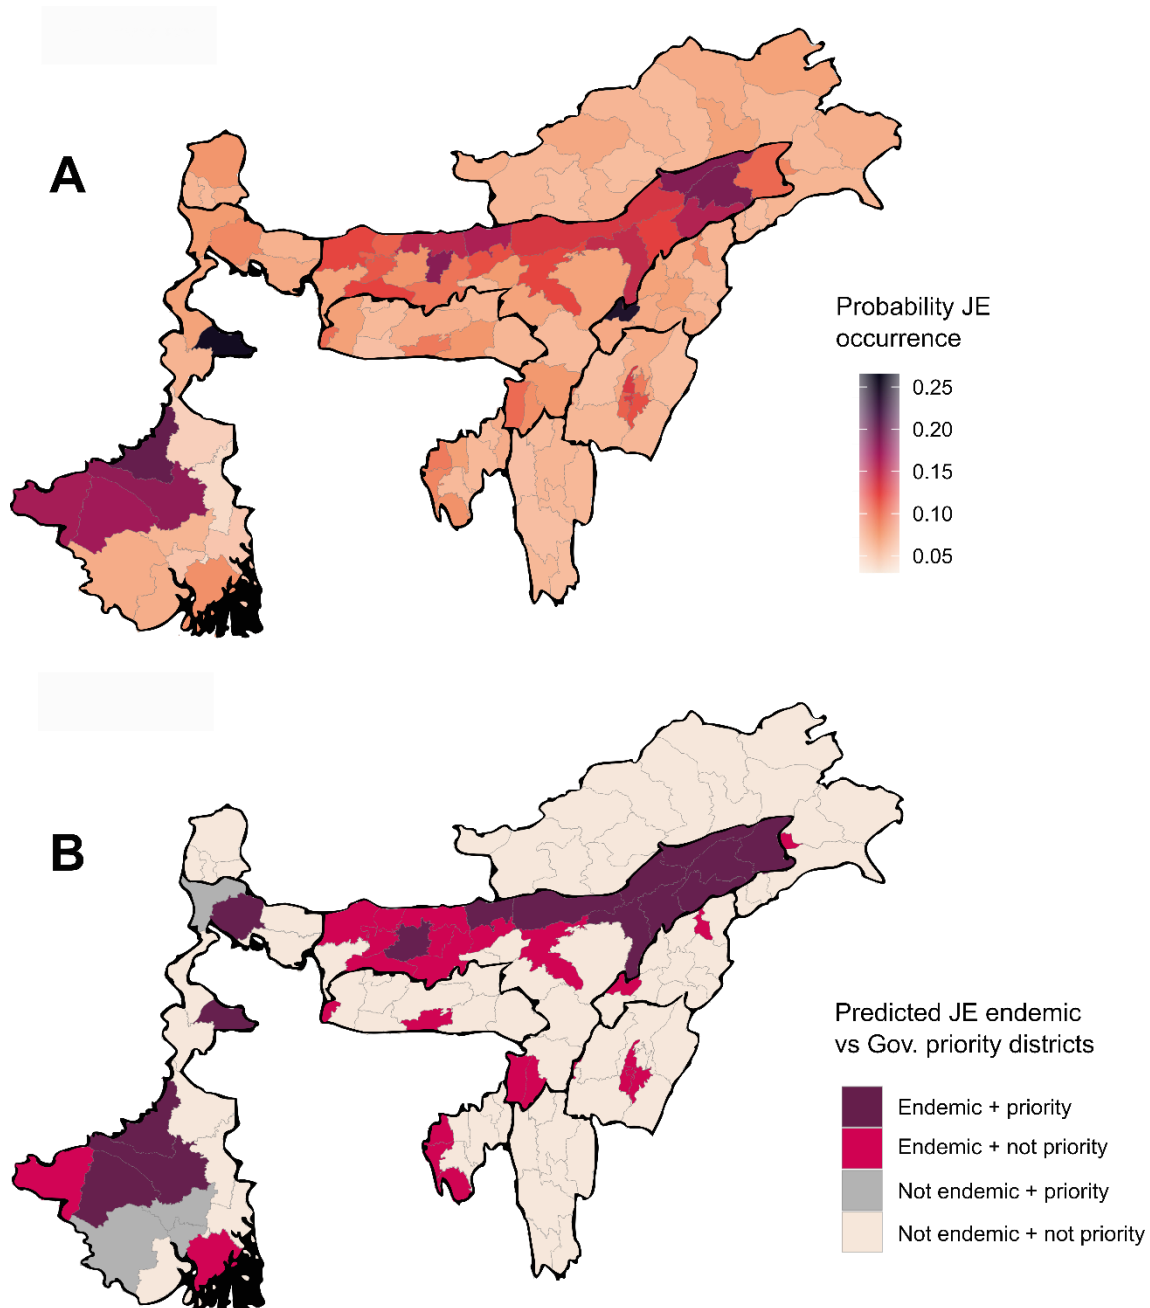 A
Probability JE
occurrence
0.25
0.20
0.15
0.10
0.05
B
Predicted JE endemic
vs Gov. priority districts
Endemic + priority
Endemic + not priority
Not endemic + priority
Not endemic + not priority